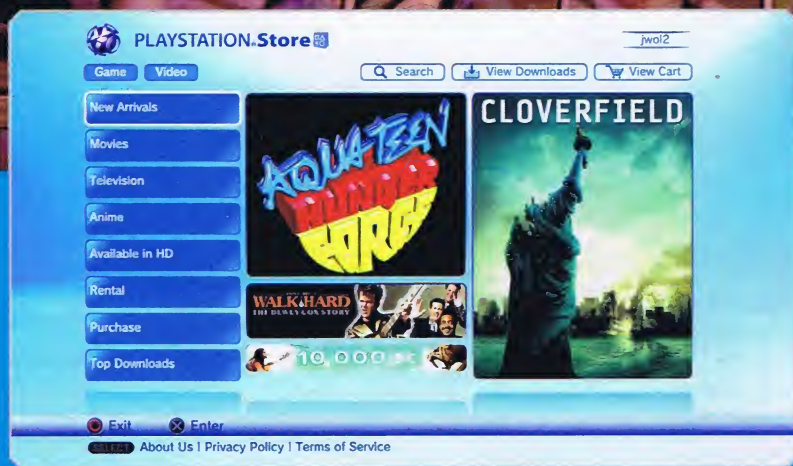 PLAYSTATION®Store
jwol2
Game
Video
Search
View Downloads
View Cart
New Arrivals
Movies
Television
Anime
Available in HD
Rental
Purchase
Top Downloads
AQUA TEEN
HUNGER
FORCE
WALK HARD
THE DEWEY COX STORY
10,000 BC
CLOVERFIELD
Exit
Enter
SELECT About Us | Privacy Policy | Terms of Service